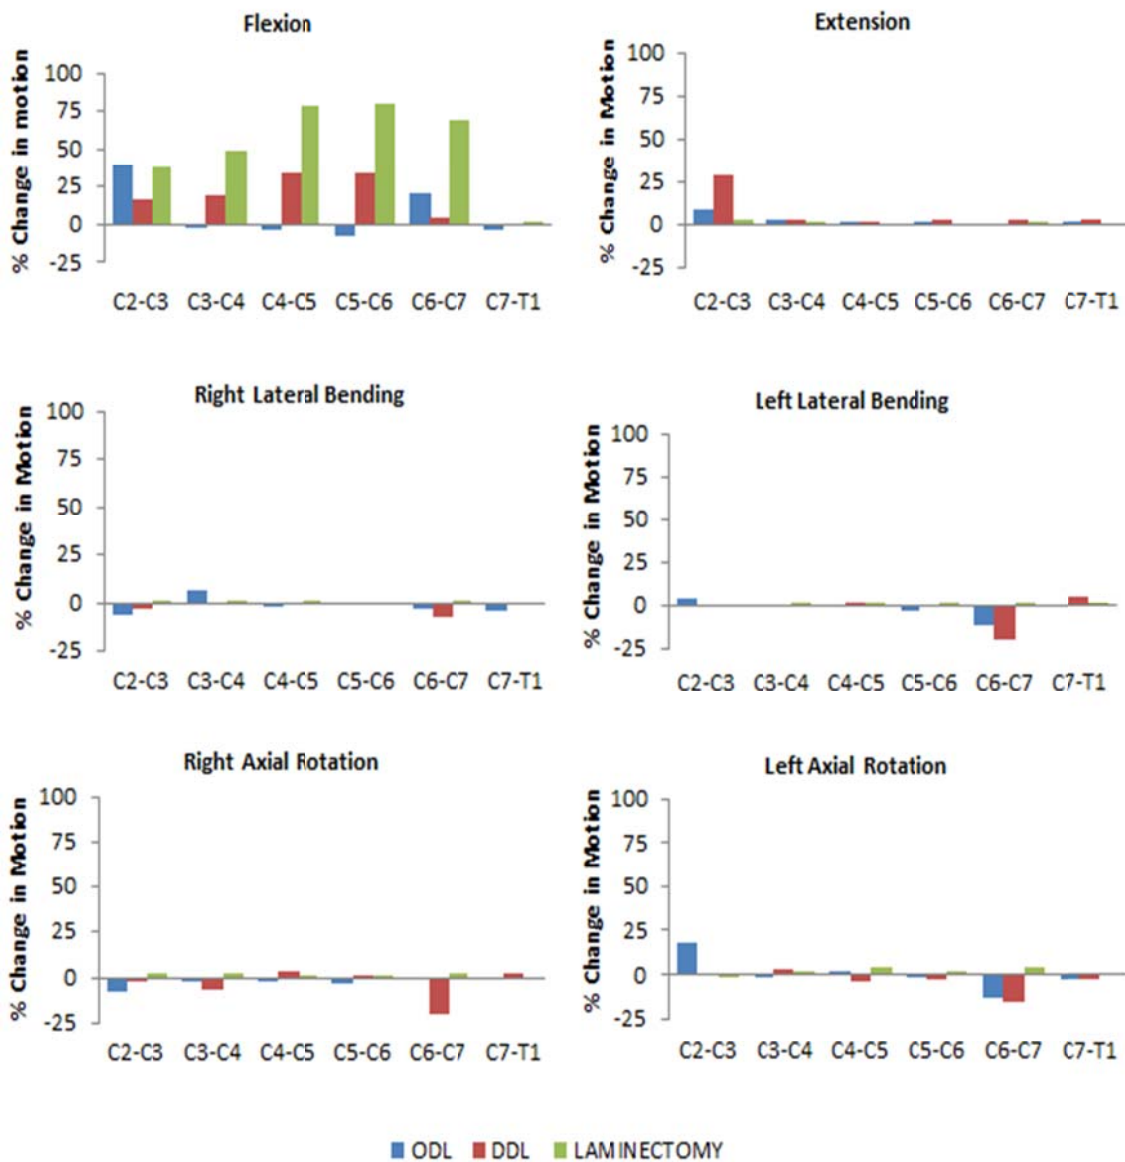 Flexion
% Change in motion
100
75
50
25
0
-25
C2-C3 C3-C4 C4-C5 C5-C6 C6-C7 C7-T1
Extension
% Change in Motion
100
75
50
25
0
-25
C2-C3 C3-C4 C4-C5 C5-C6 C6-C7 C7-T1
Right Lateral Bending
% Change in Motion
100
75
50
25
0
-25
C2-C3 C3-C4 C4-C5 C5-C6 C6-C7 C7-T1
Left Lateral Bending
% Change in Motion
100
75
50
25
0
-25
C2-C3 C3-C4 C4-C5 C5-C6 C6-C7 C7-T1
Right Axial Rotation
% Change in Motion
100
75
50
25
0
-25
C2-C3 C3-C4 C4-C5 C5-C6 C6-C7 C7-T1
Left Axial Rotation
% Change in Motion
100
75
50
25
0
-25
C2-C3 C3-C4 C4-C5 C5-C6 C6-C7 C7-T1
ODL DDL LAMINECTOMY